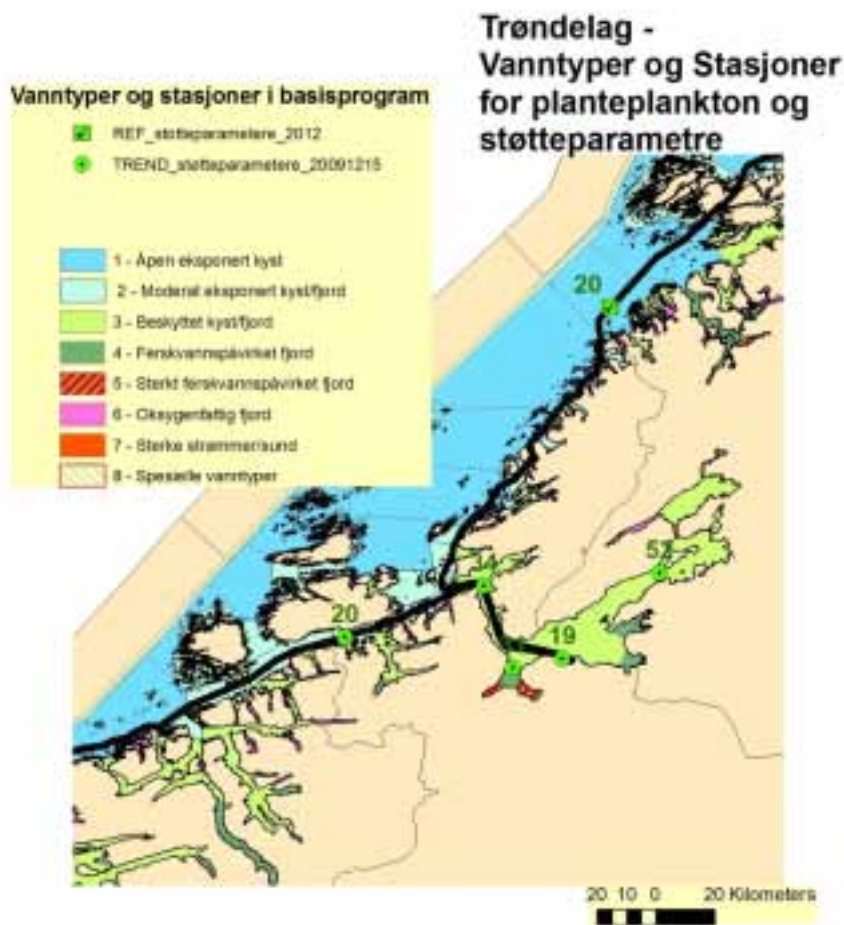 Trøndelag -
Vanntyper og Stasjoner
for planteplankton og
støtteparametre
Vanntyper og stasjoner i basisprogram
REF_støtteparametere_2012
TREND_støtteparametere_20091215
1 - Åpen eksponert kyst
2 - Moderat eksponert kyst/fjord
3 - Beskyttet kyst/fjord
4 - Ferskvannspåvirket fjord
5 - Sterkt ferskvannspåvirket fjord
6 - Oksygenfattig fjord
7 - Sterke strømmer/sund
8 - Spesielle vanntyper
20
20
19
20 10 0 20 Kilometers